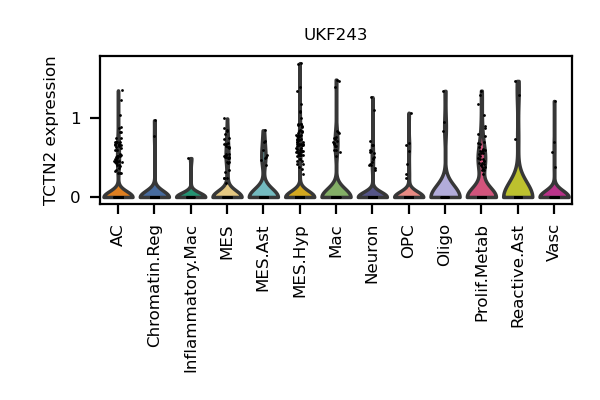 UKF243
TCTN2 expression
1
0
AC
Chromatin.Reg
Inflammatory.Mac
MES
MES.Ast
MES.Hyp
Mac
Neuron
OPC
Oligo
Prolif.Metab
Reactive.Ast
Vasc